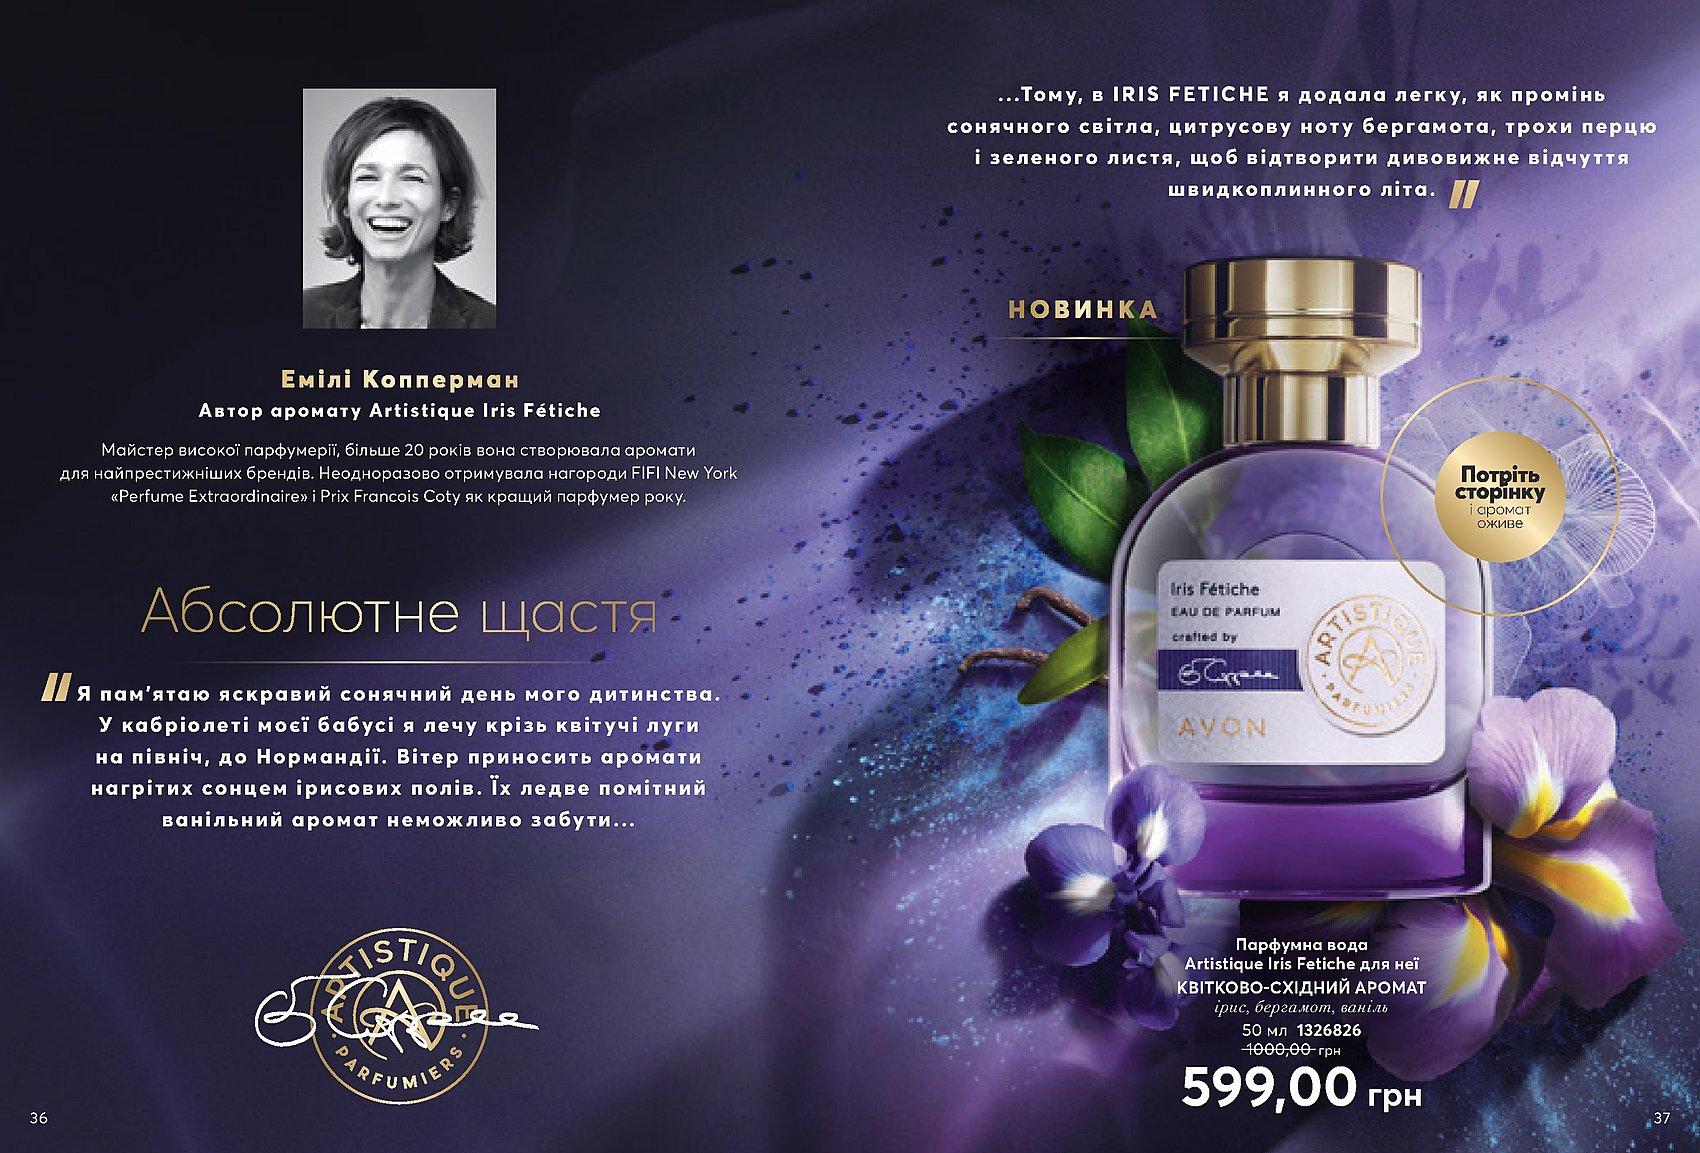 Емілі Копперман
Автор аромату Artistique Iris Fétiche
Майстер високої парфумерії, більше 20 років вона створювала аромати
для найпрестижніших брендів. Неодноразово отримувала нагороди FIFI New York
«Perfume Extraordinaire» і Prix Francois Coty як кращий парфумер року.
Абсолютне щастя
"Я пам'ятаю яскравий сонячний день мого дитинства.
У кабріолеті моєї бабусі я лечу крізь квітучі луги
на північ, до Нормандії. Вітер приносить аромати
нагрітих сонцем ірисових полів. Їх ледве помітний
ванільний аромат неможливо забути...
ARTISTIQUE
· PARFUMIERS ·
36
...Тому, в IRIS FETICHE я додала легку, як промінь
сонячного світла, цитрусову ноту бергамота, трохи перцю
і зеленого листя, щоб відтворити дивовижне відчуття
швидкоплинного літа. "
НОВИНКА
Потріть
сторінку
і аромат
оживе
Iris Fétiche
EAU DE PARFUM
crafted by
ARTISTIQUE
· PARFUMIERS ·
AVON
Парфумна вода
Artistique Iris Fetiche для неї
КВІТКОВО-СХІДНИЙ АРОМАТ
ірис, бергамот, ваніль
50 мл 1326826
1000,00 грн
599,00 грн
37